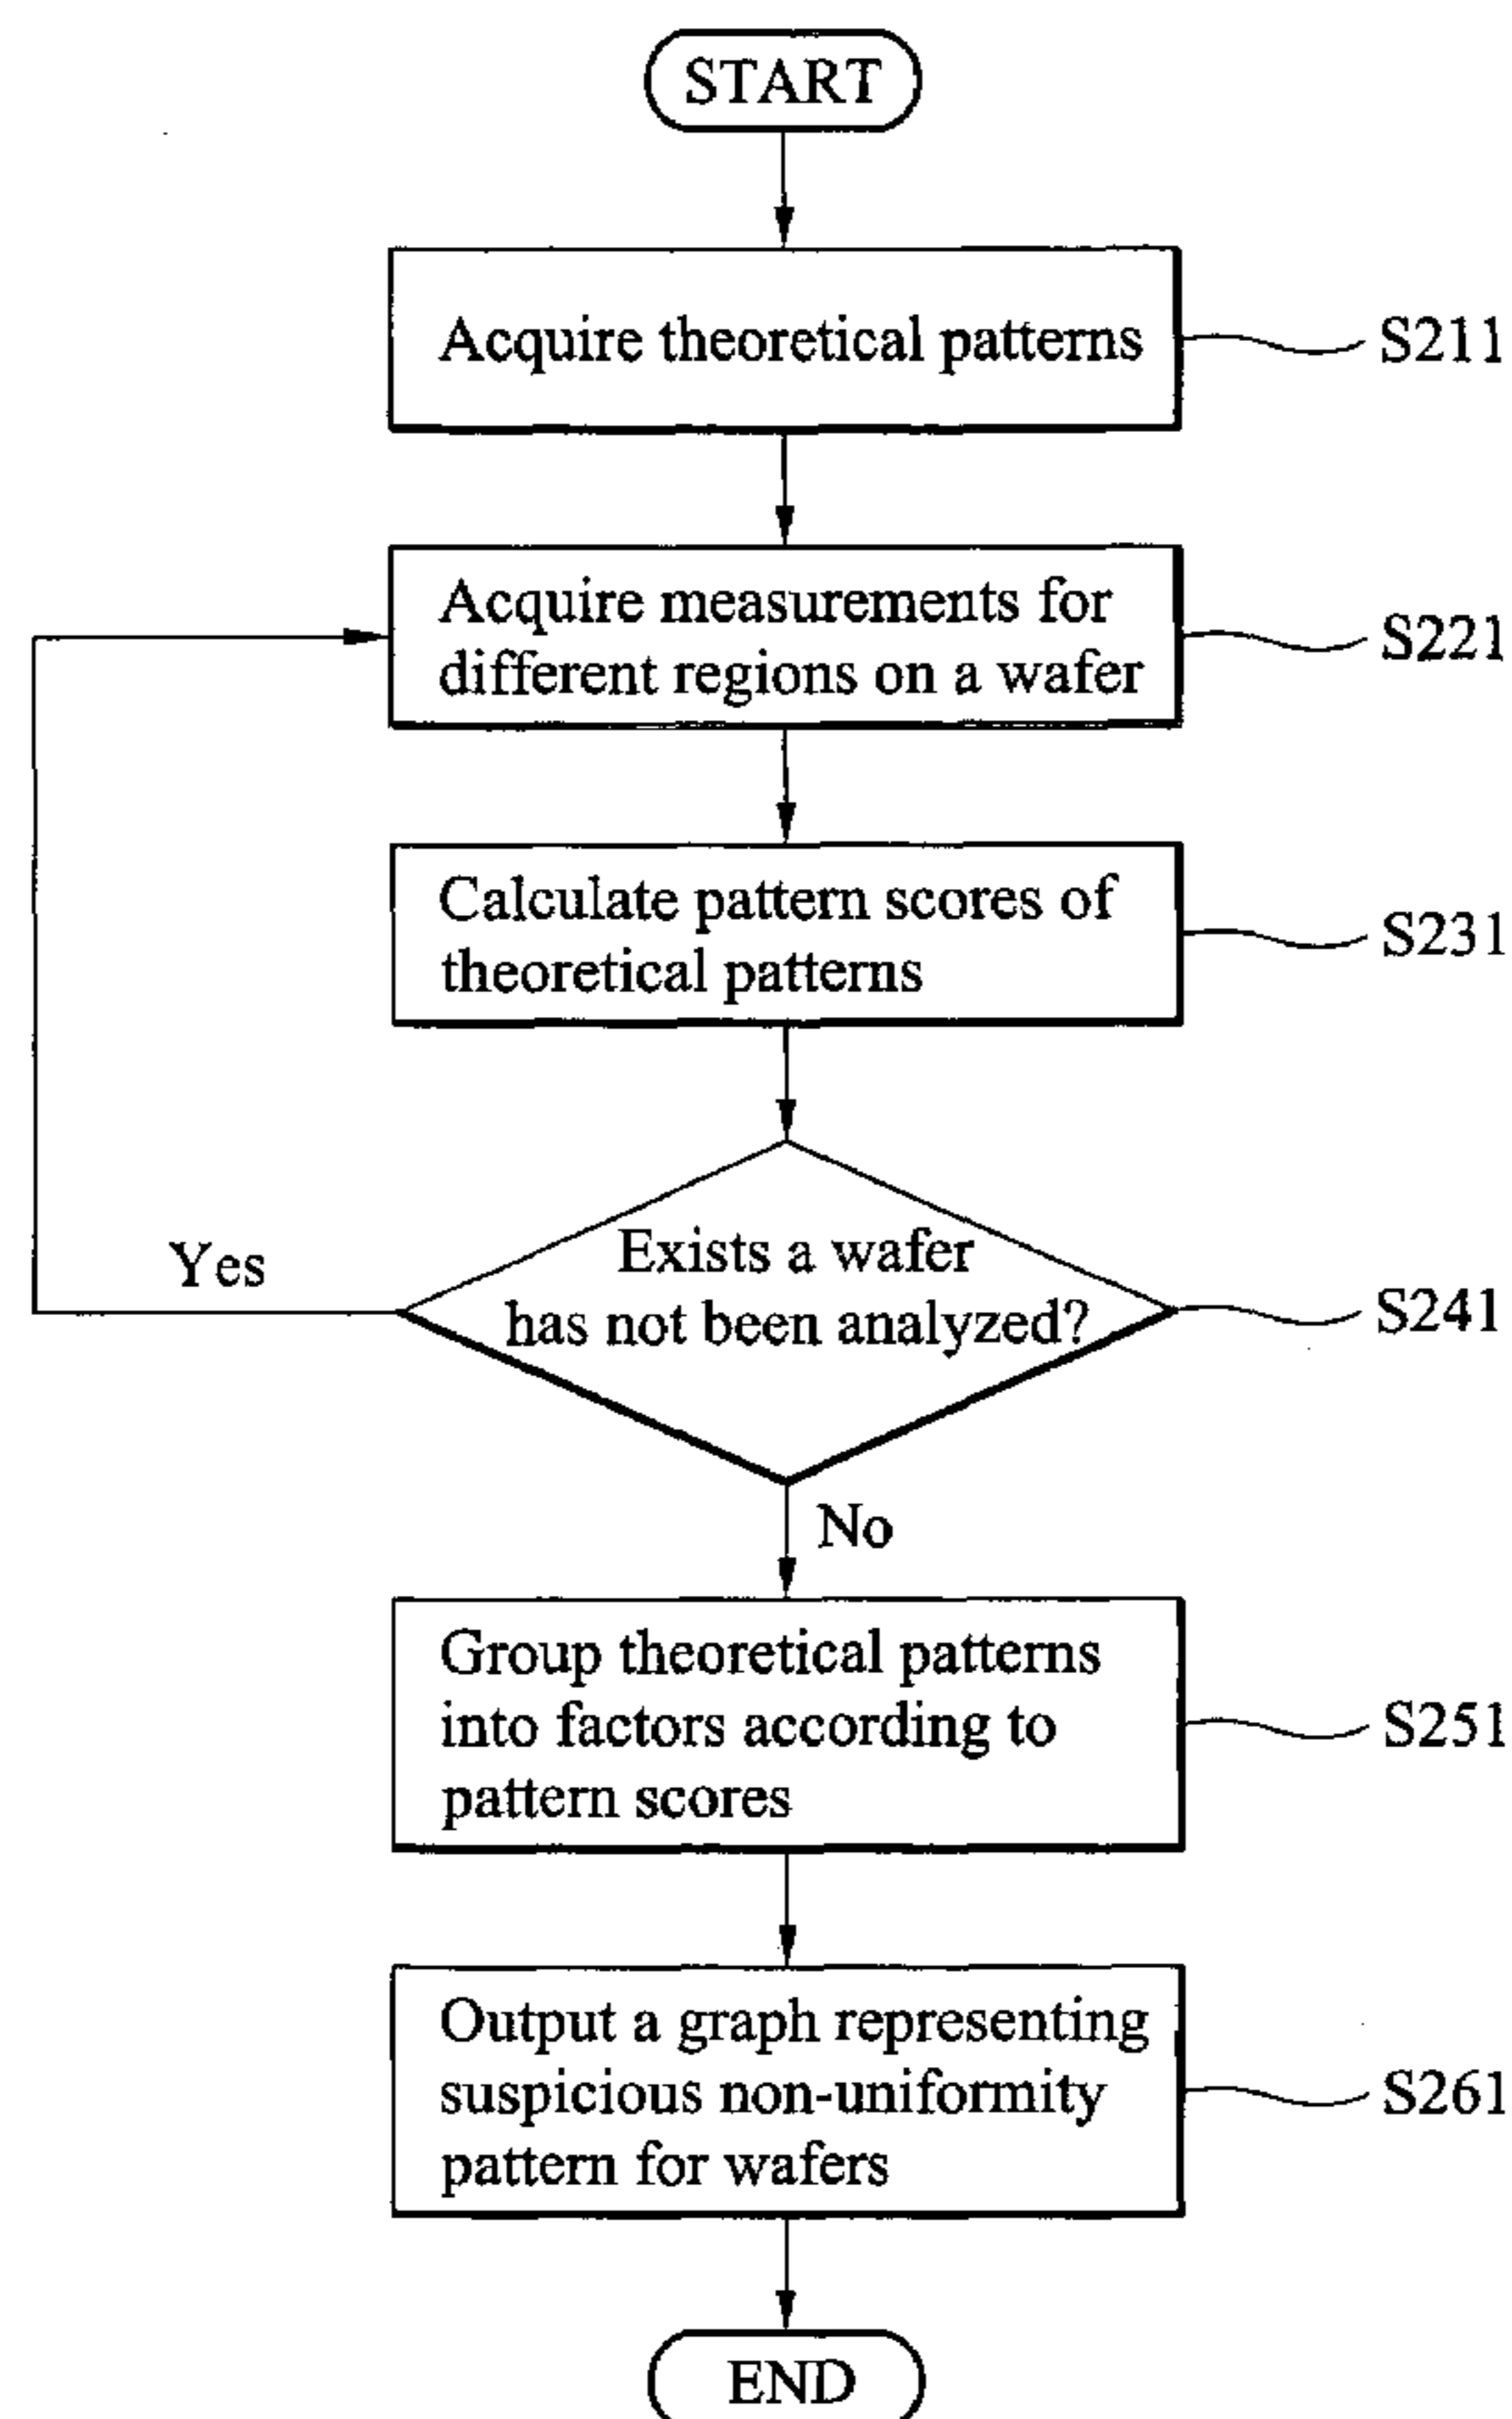 START
Acquire theoretical patterns
S211
Acquire measurements for
different regions on a wafer
S221
Calculate pattern scores of
theoretical patterns
S231
Exists a wafer
has not been analyzed?
S241
Yes
No
Group theoretical patterns
into factors according to
pattern scores
S251
Output a graph representing
suspicious non-uniformity
pattern for wafers
S261
END